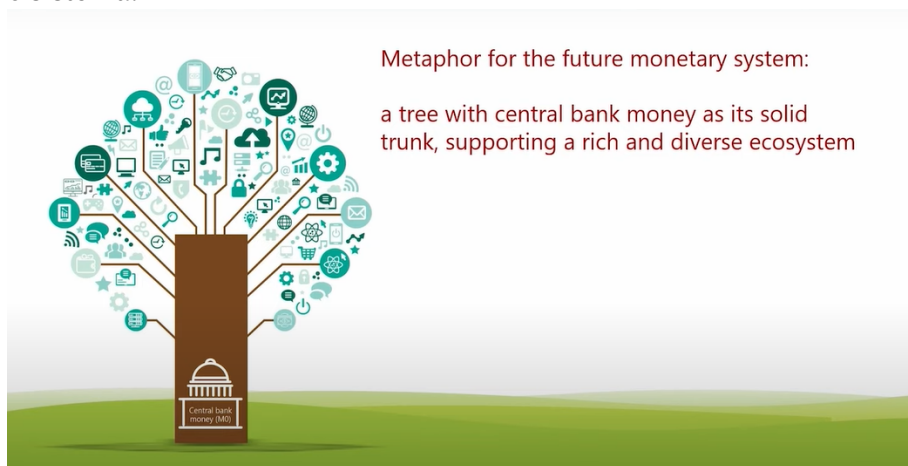 Metaphor for the future monetary system:
a tree with central bank money as its solid
trunk, supporting a rich and diverse ecosystem
Central bank
money (M0)